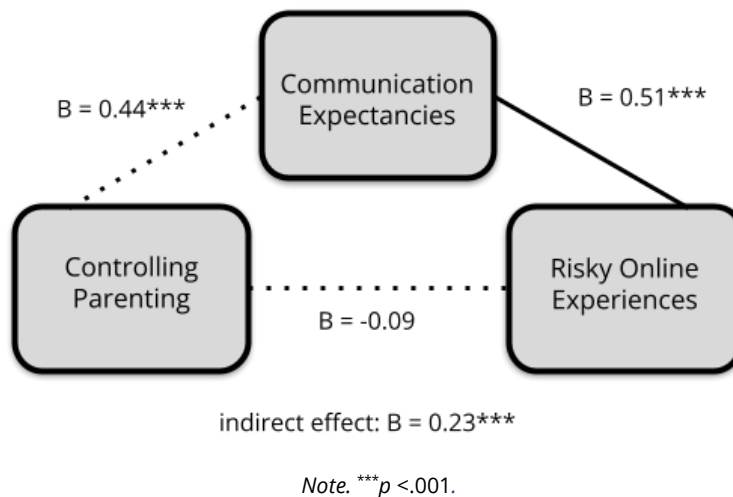 Communication
Expectancies
B = 0.44***
B = 0.51***
Controlling
Parenting
Risky Online
Experiences
B = -0.09
indirect effect: B = 0.23***
Note. ***p <.001.